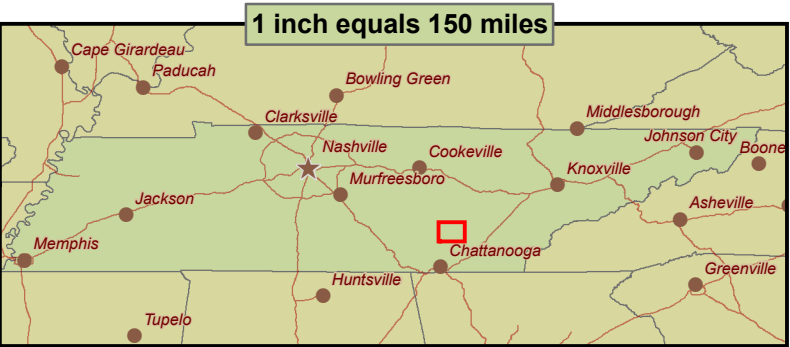 1 inch equals 150 miles
Cape Girardeau
Paducah
Bowling Green
Clarksville
Middlesborough
Johnson City
Boone
Nashville
Cookeville
Knoxville
Murfreesboro
Jackson
Asheville
Memphis
Chattanooga
Huntsville
Greenville
Tupelo